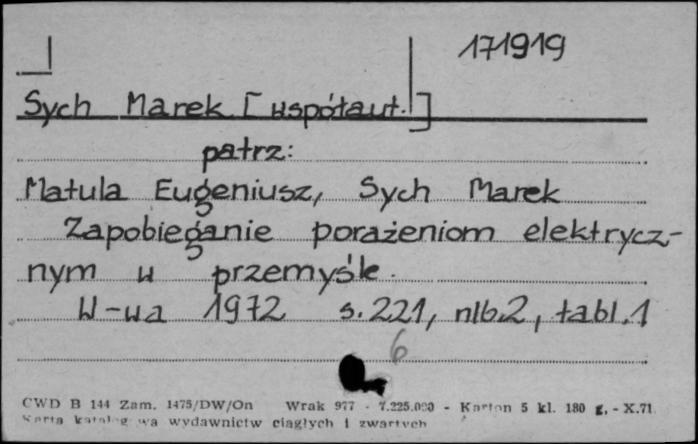 171919
Sych Marek [współaut.]
patrz:
Matula Eugeniusz, Sych Marek
Zapobieganie porażeniom elektrycz-
nym w przemyśle.
W-wa 1972 s. 221, nlb.2, tabl.1
6
CWD B 144 Zam. 1475/DW/On Wrak 977 - 7.225.000 - Karton 5 kl. 180 g. - X.71.
Karta katalogowa wydawnictw ciągłych i zwartych